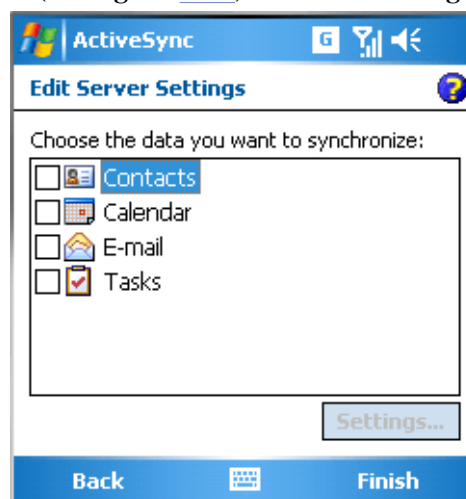 ActiveSync G
Edit Server Settings ?
Choose the data you want to synchronize:
Contacts
Calendar
E-mail
Tasks
Settings...
Back Finish